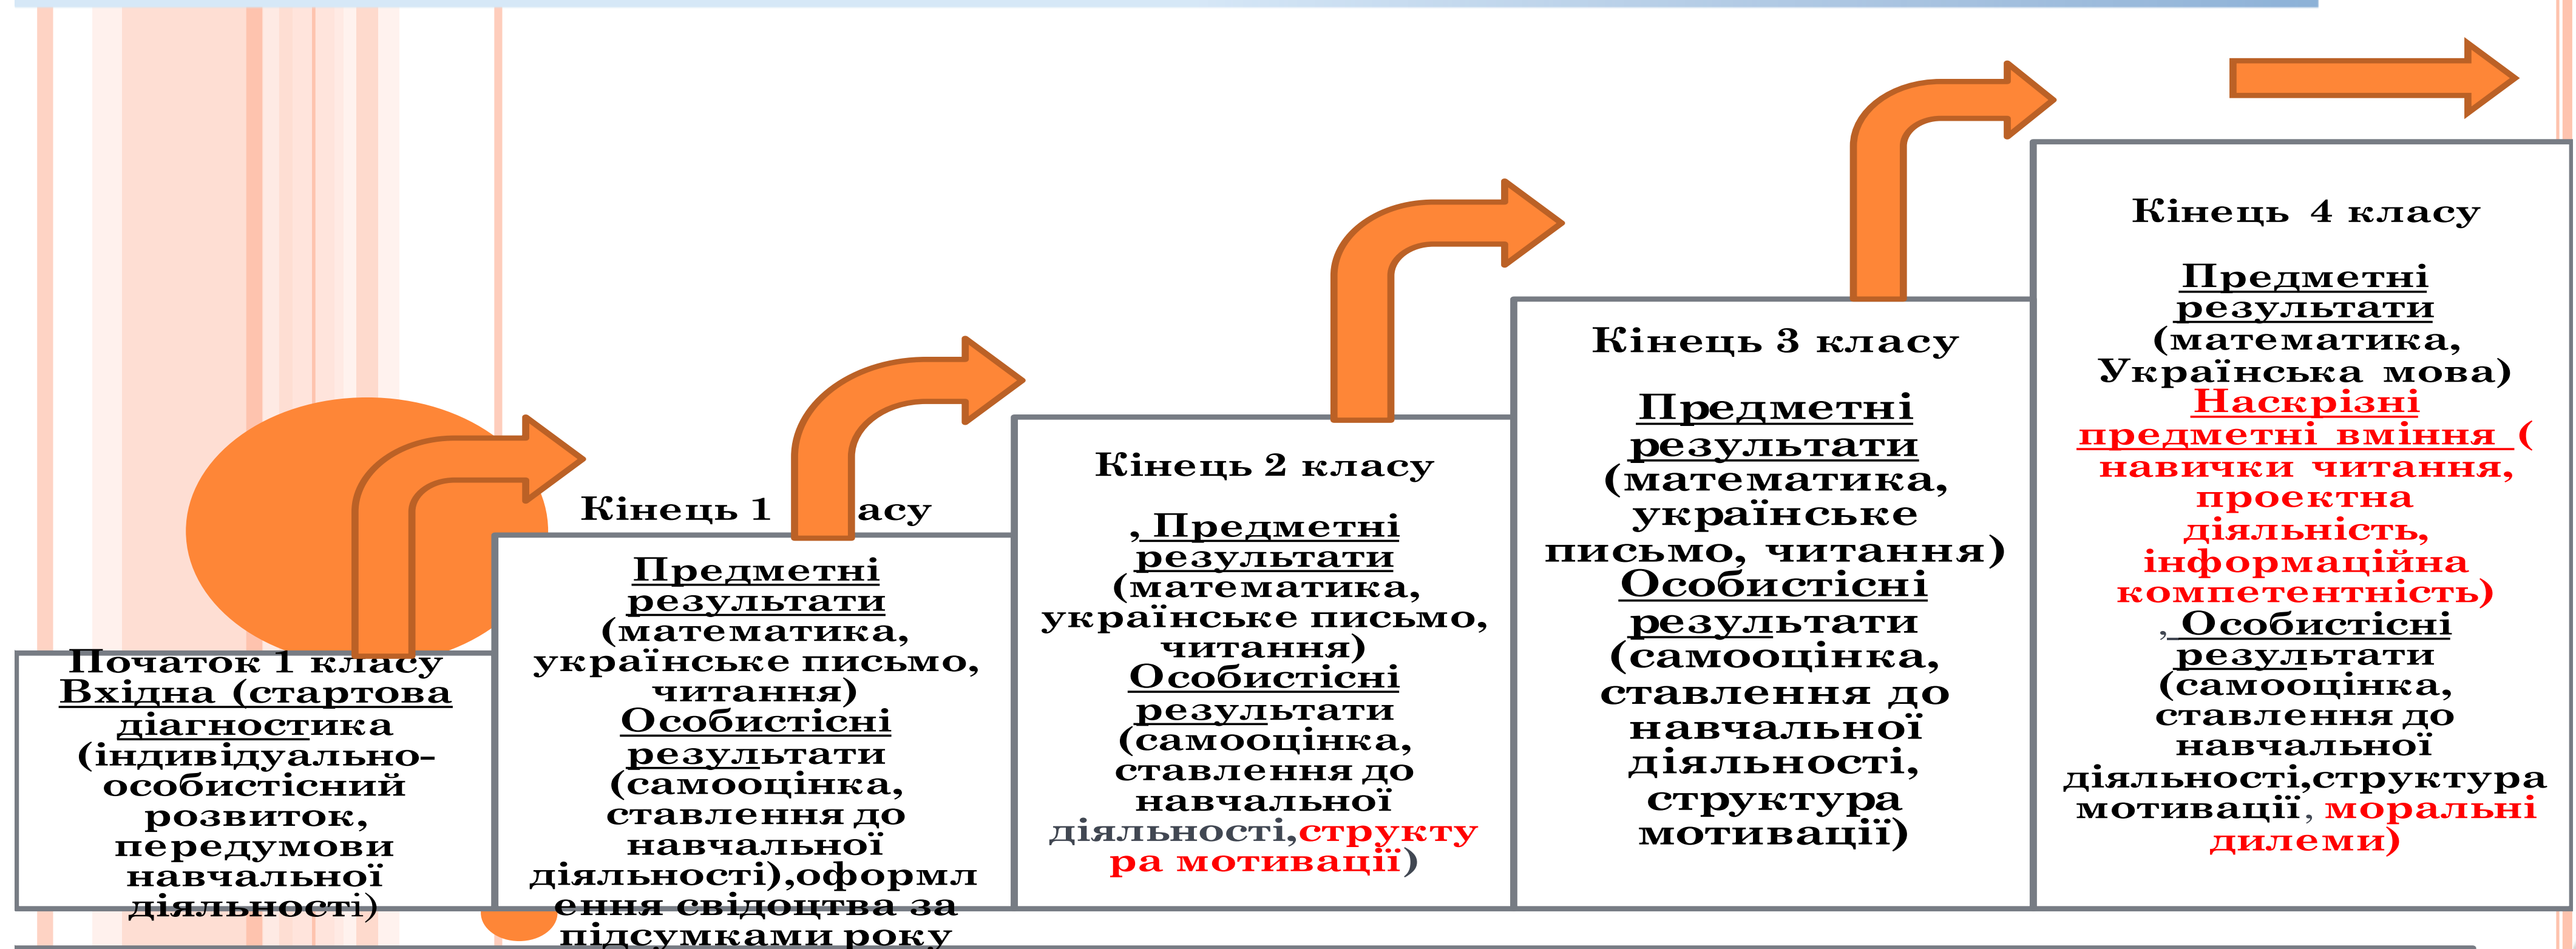 Початок 1 класу
Вхідна (стартова
діагностика
(індивідуально-
особистісний
розвиток,
передумови
навчальної
діяльності)
Кінець 1 асу
Предметні
результати
(математика,
українське письмо,
читання)
Особистісні
результати
(самооцінка,
ставлення до
навчальної
діяльності),оформл
ення свідоцтва за
підсумками року
Кінець 2 класу
, Предметні
результати
(математика,
українське письмо,
читання)
Особистісні
результати
(самооцінка,
ставлення до
навчальної
діяльності,структу
ра мотивації)
Кінець 3 класу
Предметні
результати
(математика,
українське
письмо, читання)
Особистісні
результати
(самооцінка,
ставлення до
навчальної
діяльності,
структура
мотивації)
Кінець 4 класу
Предметні
результати
(математика,
Українська мова)
Наскрізні
предметні вміння (
навички читання,
проектна
діяльність,
інформаційна
компетентність)
, Особистісні
результати
(самооцінка,
ставлення до
навчальної
діяльності,структура
мотивації, моральні
дилеми)